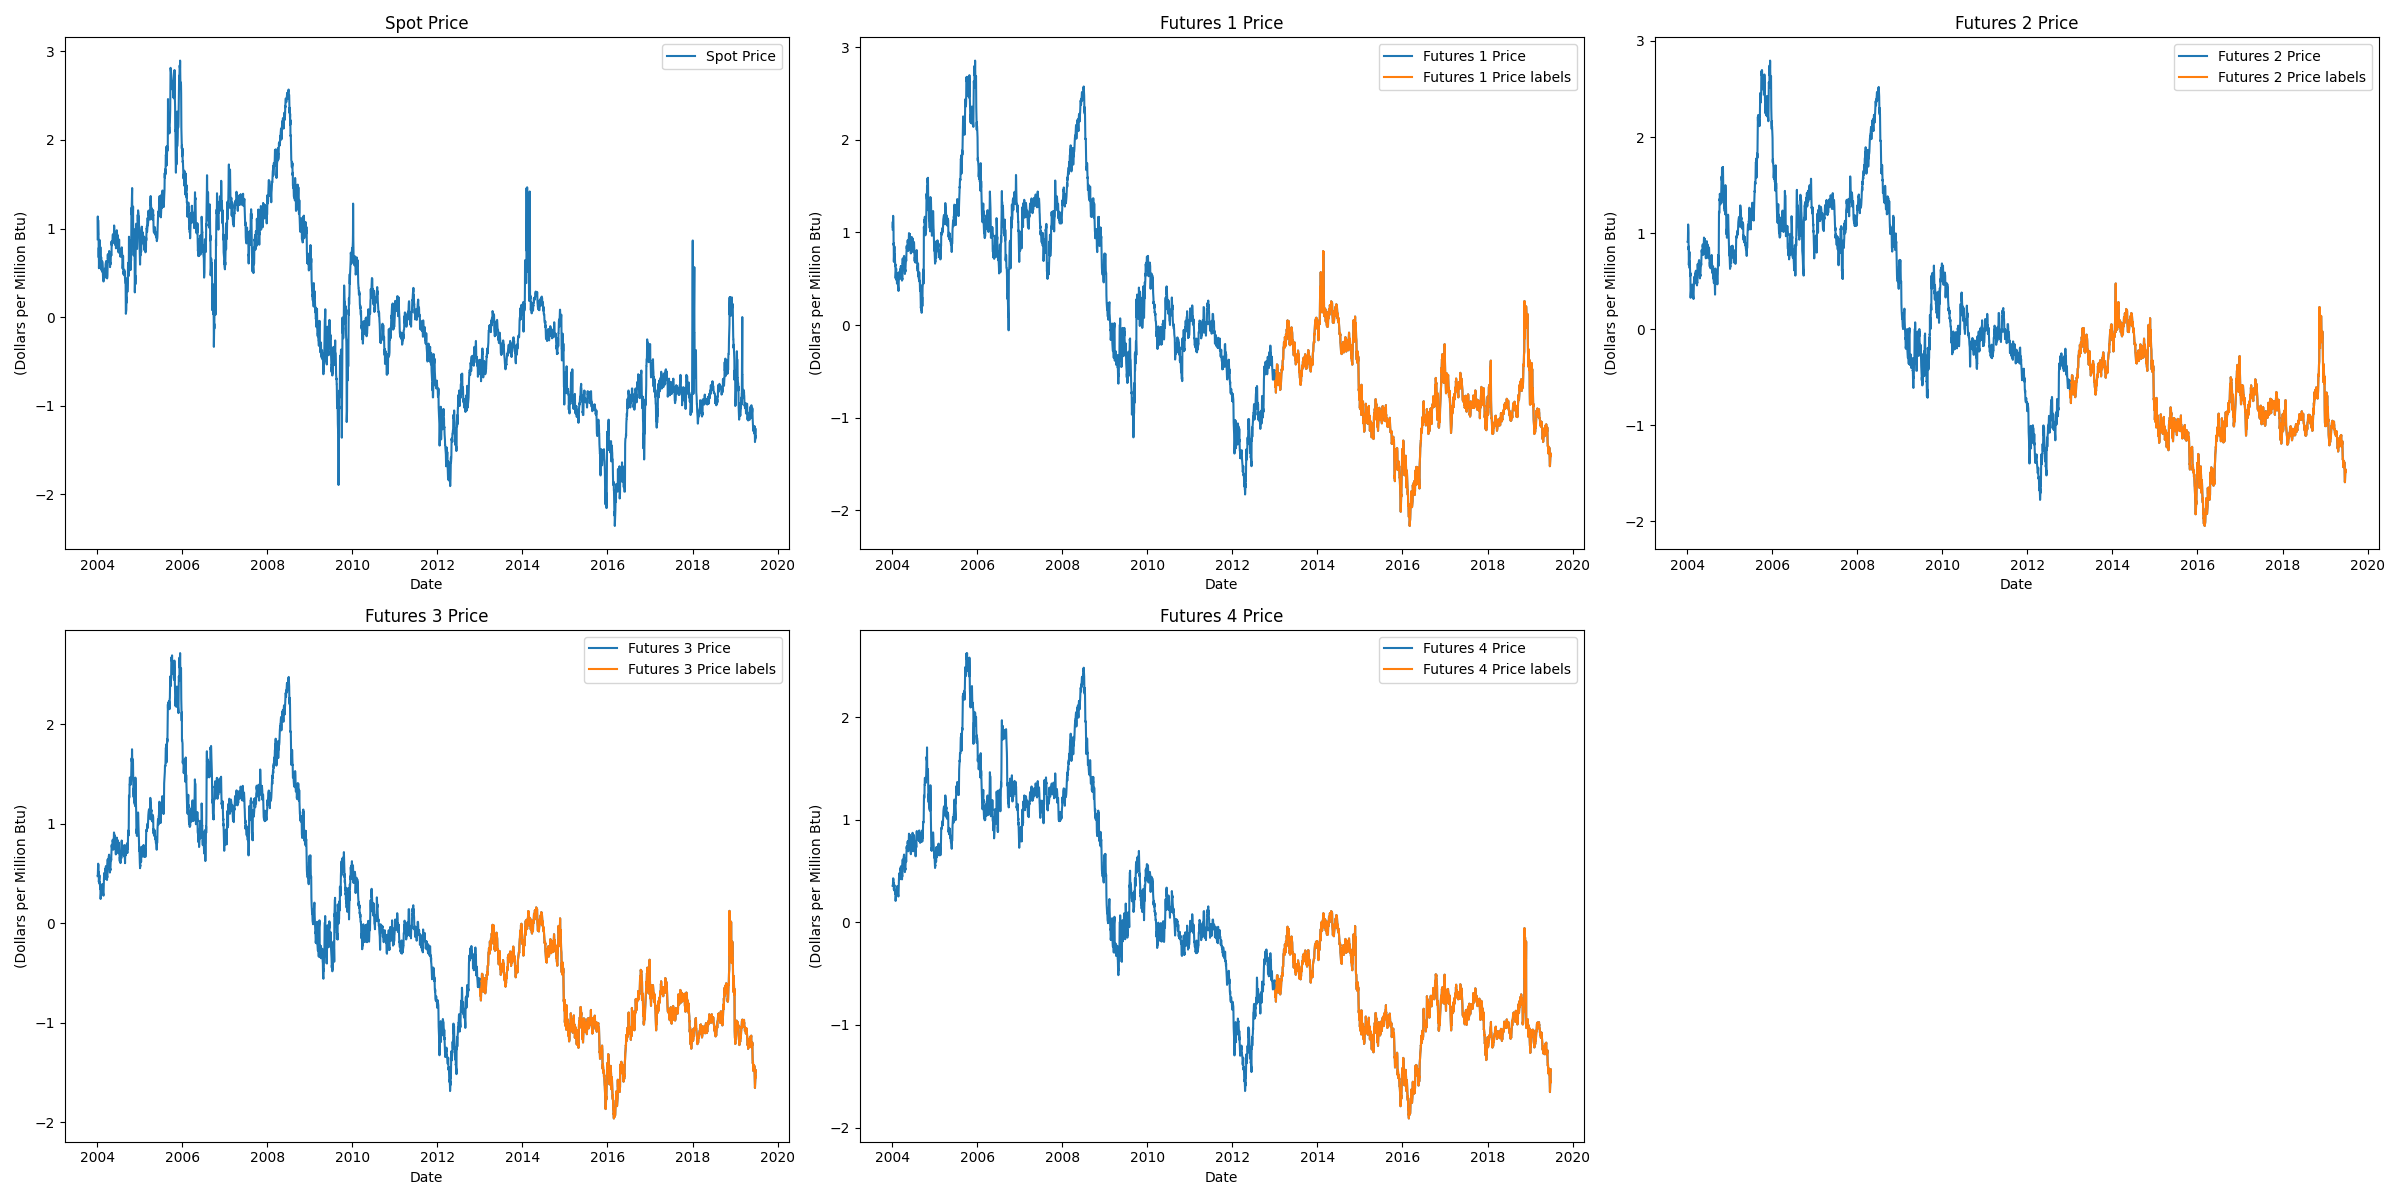 Spot Price
3
2
1
0
−1
−2
(Dollars per Million Btu)
Spot Price
2004 2006 2008 2010 2012 2014 2016 2018 2020
Date
Futures 1 Price
3
2
1
0
−1
−2
(Dollars per Million Btu)
Futures 1 Price
Futures 1 Price labels
2004 2006 2008 2010 2012 2014 2016 2018 2020
Date
Futures 2 Price
3
2
1
0
−1
−2
(Dollars per Million Btu)
Futures 2 Price
Futures 2 Price labels
2004 2006 2008 2010 2012 2014 2016 2018 2020
Date
Futures 3 Price
2
1
0
−1
−2
(Dollars per Million Btu)
Futures 3 Price
Futures 3 Price labels
2004 2006 2008 2010 2012 2014 2016 2018 2020
Date
Futures 4 Price
2
1
0
−1
−2
(Dollars per Million Btu)
Futures 4 Price
Futures 4 Price labels
2004 2006 2008 2010 2012 2014 2016 2018 2020
Date